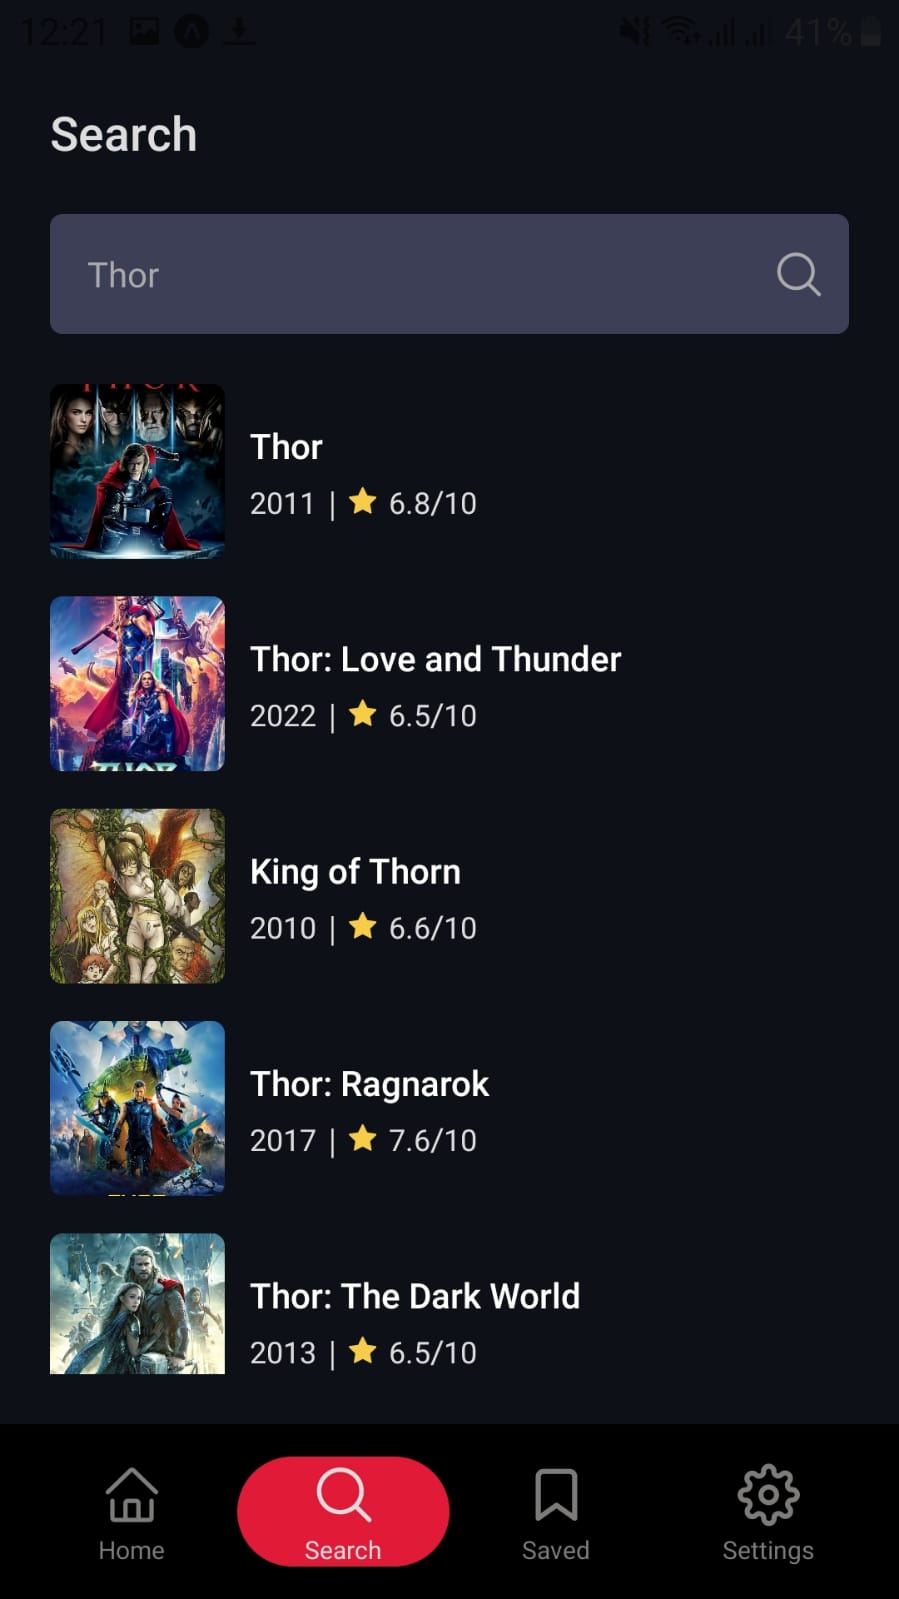 12:21 41%
Search
Thor
THOR
Thor
2011 | 6.8/10
Thor: Love and Thunder
2022 | 6.5/10
THOR
King of Thorn
2010 | 6.6/10
Thor: Ragnarok
2017 | 7.6/10
Thor: The Dark World
2013 | 6.5/10
Home Search Saved Settings